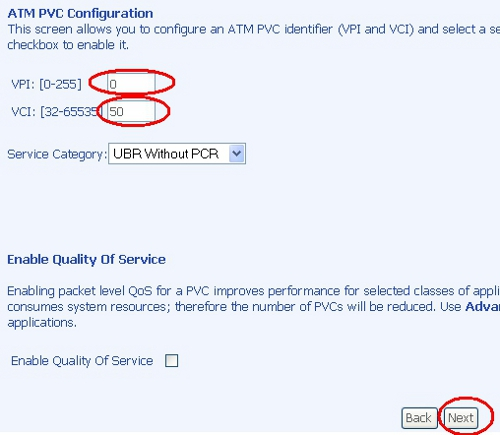 ATM PVC Configuration
This screen allows you to configure an ATM PVC identifier (VPI and VCI) and select a se
checkbox to enable it.
VPI: [0-255] 0
VCI: [32-65535] 50
Service Category: UBR Without PCR
Enable Quality Of Service
Enabling packet level QoS for a PVC improves performance for selected classes of appli
consumes system resources; therefore the number of PVCs will be reduced. Use Advan
applications.
Enable Quality Of Service
Back Next